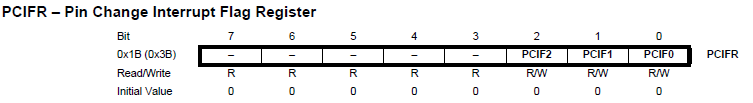 PCIFR – Pin Change Interrupt Flag Register
Bit 7 6 5 4 3 2 1 0
0x1B (0x3B) – – – – – PCIF2 PCIF1 PCIF0 PCIFR
Read/Write R R R R R R/W R/W R/W
Initial Value 0 0 0 0 0 0 0 0